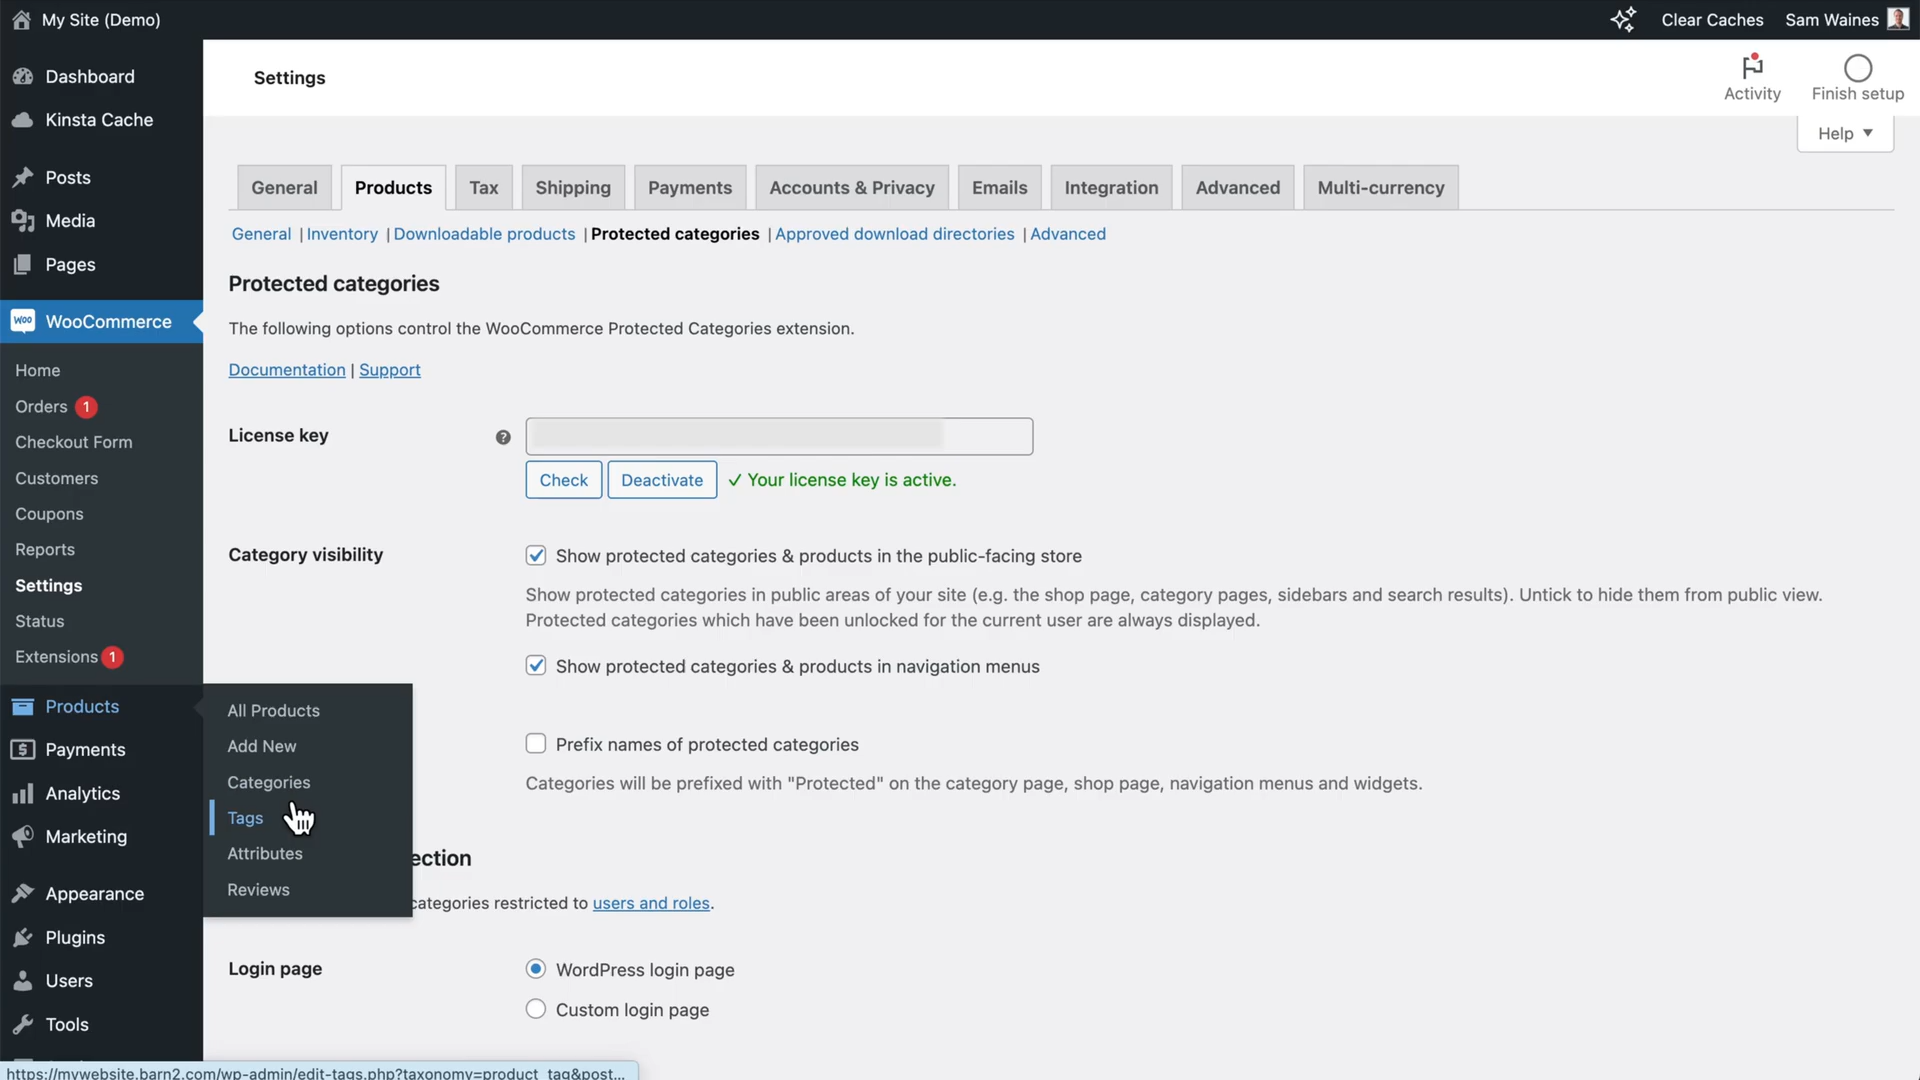 My Site (Demo)
Clear Caches
Sam Waines
Dashboard
Kinsta Cache
Posts
Media
Pages
WOO WooCommerce
Home
Orders 1
Checkout Form
Customers
Coupons
Reports
Settings
Status
Extensions 1
Products
Payments
Analytics
Marketing
Appearance
Plugins
Users
Tools
All Products
Add New
Categories
Tags
Attributes
Reviews
Settings
Activity
Finish setup
Help ▼
General Products Tax Shipping Payments Accounts & Privacy Emails Integration Advanced Multi-currency
General | Inventory | Downloadable products | Protected categories | Approved download directories | Advanced
Protected categories
The following options control the WooCommerce Protected Categories extension.
Documentation | Support
License key ?
Check Deactivate ✓ Your license key is active.
Category visibility
Show protected categories & products in the public-facing store
Show protected categories in public areas of your site (e.g. the shop page, category pages, sidebars and search results). Untick to hide them from public view.
Protected categories which have been unlocked for the current user are always displayed.
Show protected categories & products in navigation menus
Prefix names of protected categories
Categories will be prefixed with "Protected" on the category page, shop page, navigation menus and widgets.
ection
categories restricted to users and roles.
Login page
WordPress login page
Custom login page
https://mywebsite.barn2.com/wp-admin/edit-tags.php?taxonomy=product_tag&post...